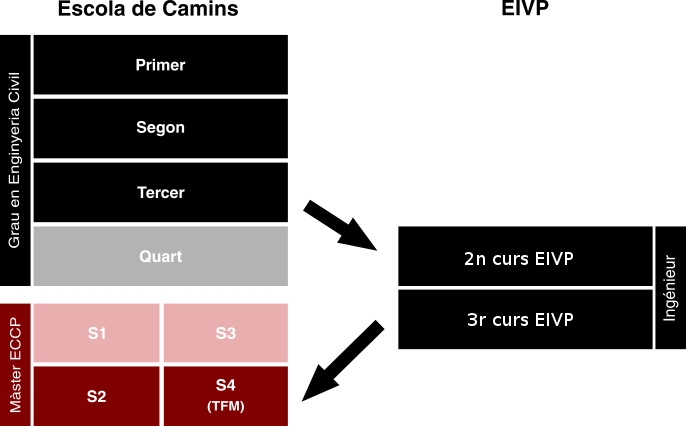 Escola de Camins
EIVP
Grau en Enginyeria Civil
Primer
Segon
Tercer
Quart
2n curs EIVP
3r curs EIVP
Ingénieur
Màster ECCP
S1
S3
S2
S4
(TFM)